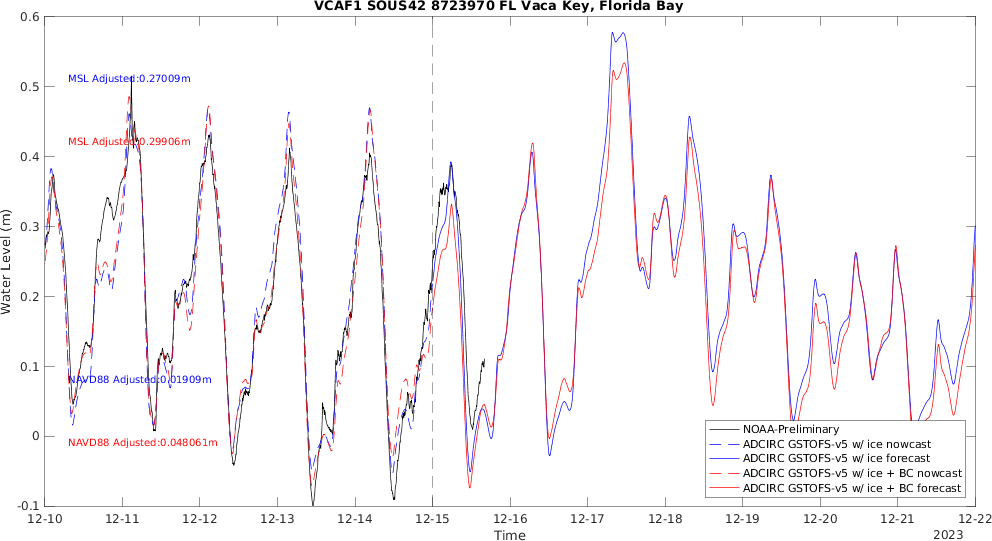 VCAF1 SOUS42 8723970 FL Vaca Key, Florida Bay
0.6
0.5
0.4
0.3
0.2
0.1
0
-0.1
Water Level (m)
MSL Adjusted:0.27009m
MSL Adjusted:0.29906m
NAVD88 Adjusted:0.01909m
NAVD88 Adjusted:0.048061m
NOAA-Preliminary
ADCIRC GSTOFS-v5 w/ ice nowcast
ADCIRC GSTOFS-v5 w/ ice forecast
ADCIRC GSTOFS-v5 w/ ice + BC nowcast
ADCIRC GSTOFS-v5 w/ ice + BC forecast
12-10 12-11 12-12 12-13 12-14 12-15 12-16 12-17 12-18 12-19 12-20 12-21 12-22
Time
2023